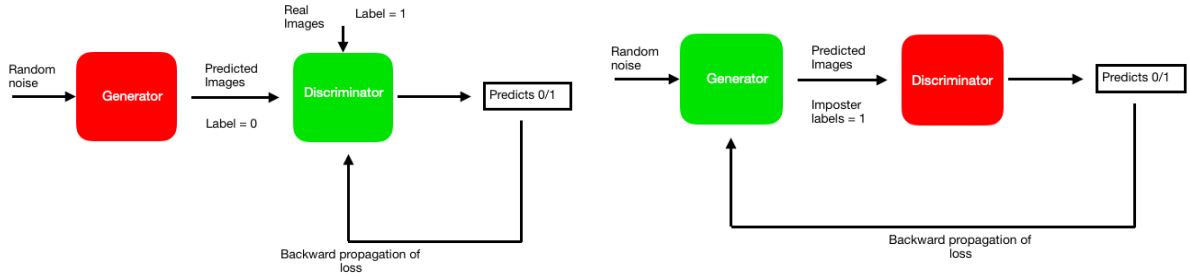 Real
Images
Label = 1
Random
noise
Generator
Predicted
Images
Label = 0
Discriminator
Predicts 0/1
Backward propagation of
loss
Random
noise
Generator
Predicted
Images
Imposter
labels = 1
Discriminator
Predicts 0/1
Backward propagation of
loss